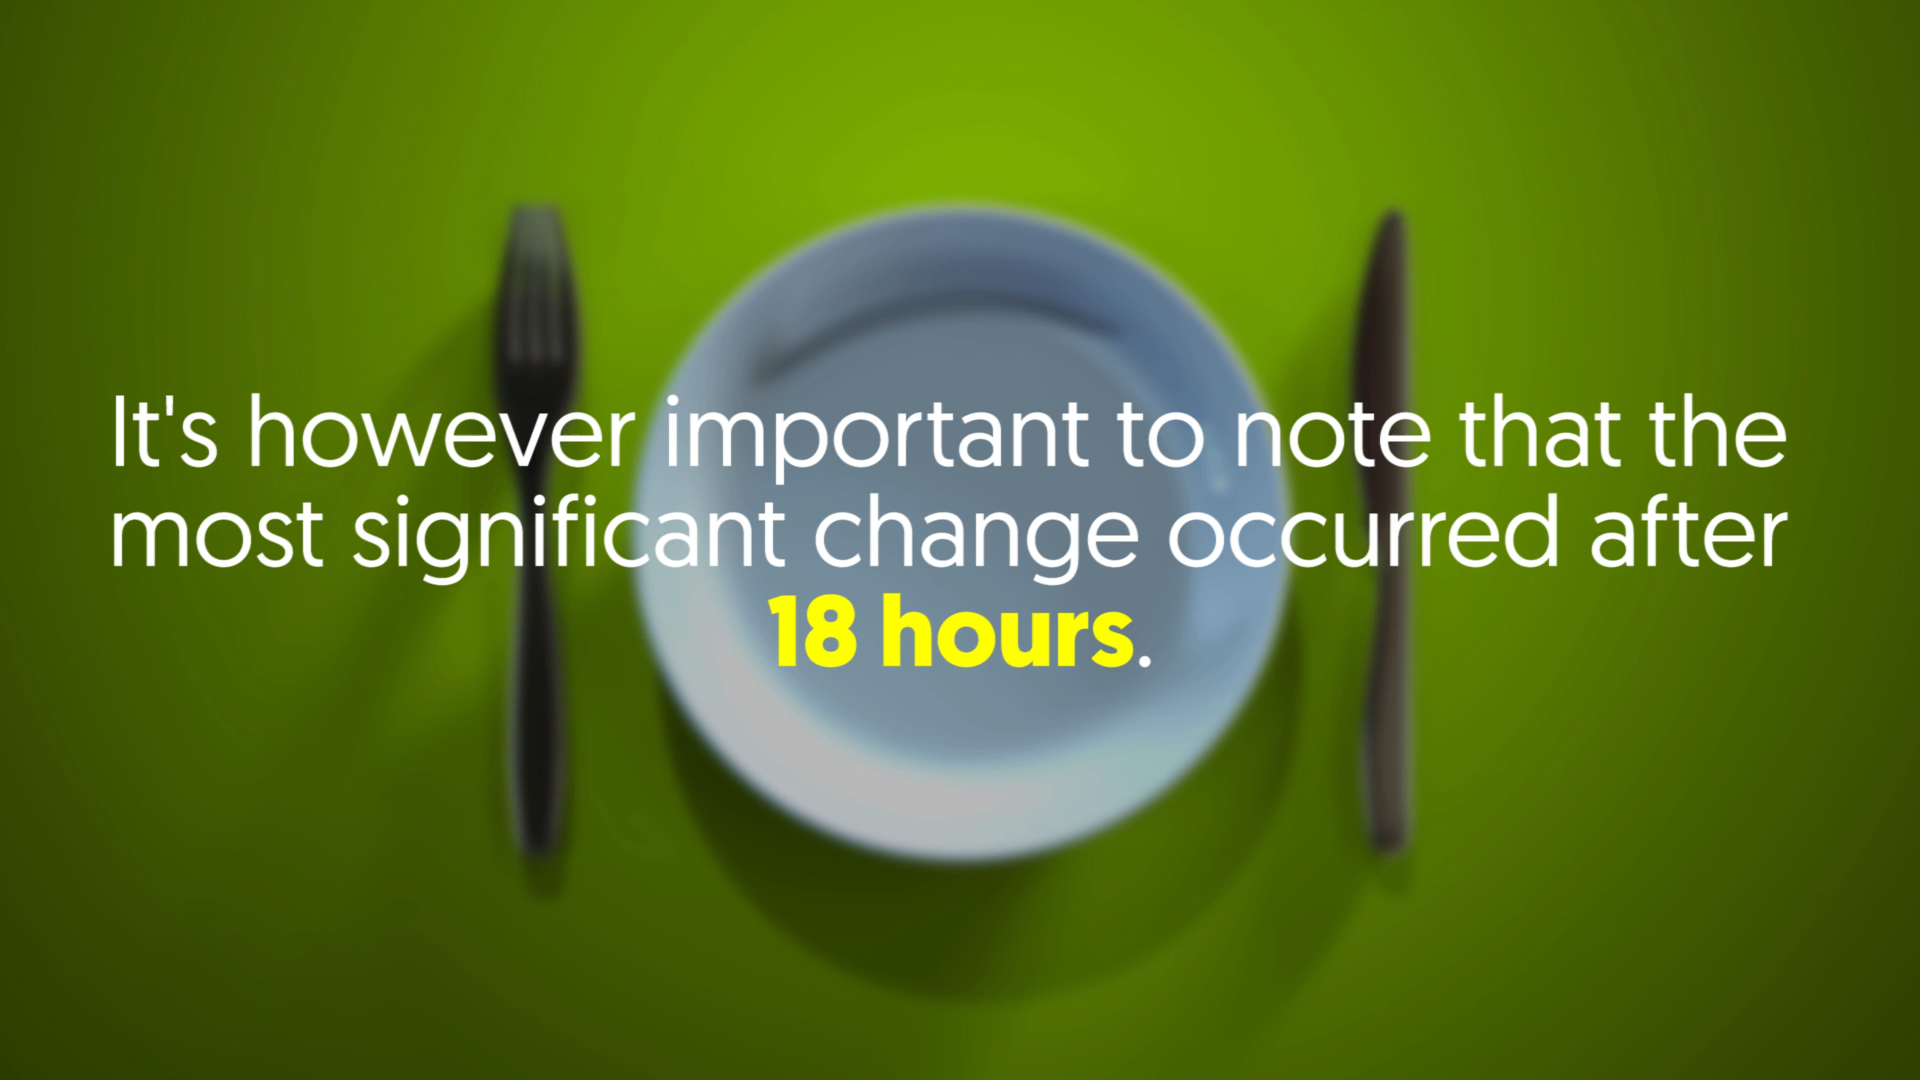 It's however important to note that the
most significant change occurred after
18 hours.